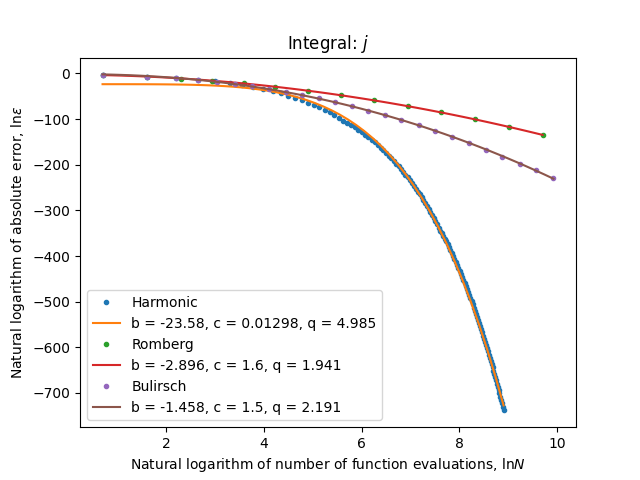 Integral: j
Natural logarithm of absolute error, lnε
0
−100
−200
−300
−400
−500
−600
−700
Harmonic
b = -23.58, c = 0.01298, q = 4.985
Romberg
b = -2.896, c = 1.6, q = 1.941
Bulirsch
b = -1.458, c = 1.5, q = 2.191
2 4 6 8 10
Natural logarithm of number of function evaluations, lnN